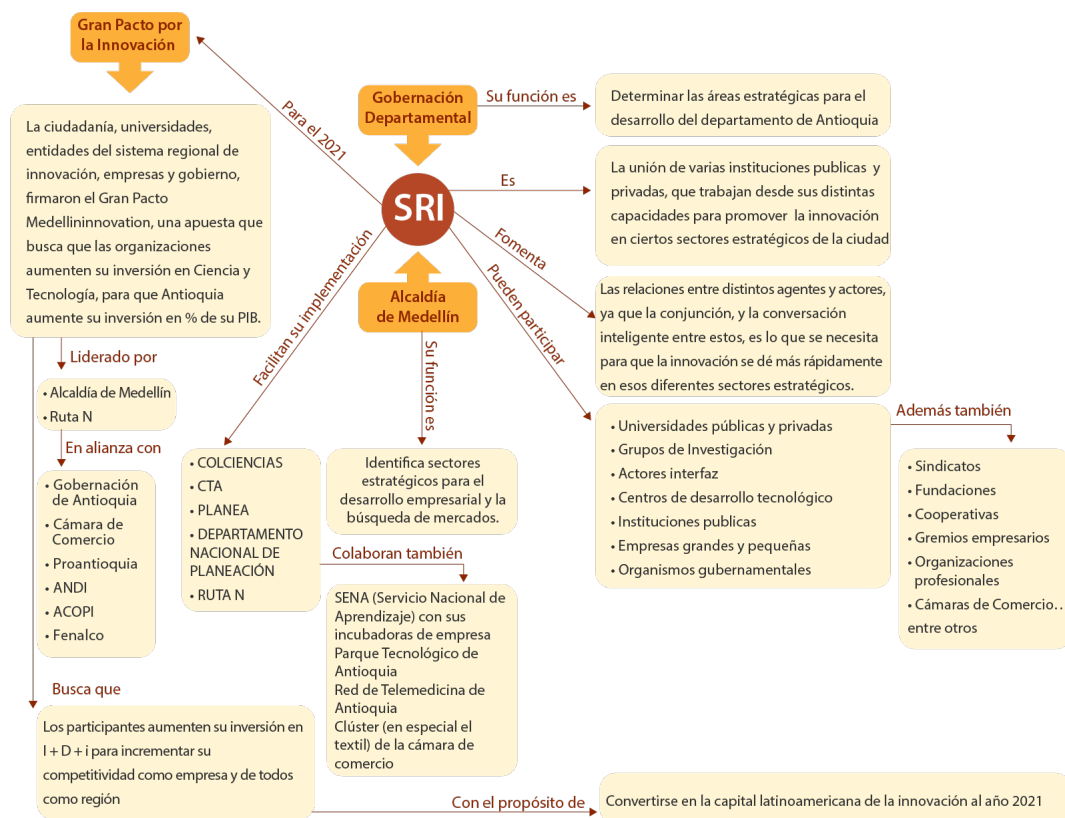 Gran Pacto por
la Innovación
La ciudadanía, universidades,
entidades del sistema regional de
innovación, empresas y gobierno,
firmaron el Gran Pacto
Medellininnovation, una apuesta que
busca que las organizaciones
aumenten su inversión en Ciencia y
Tecnología, para que Antioquia
aumente su inversión en % de su PIB.
Liderado por
• Alcaldía de Medellín
• Ruta N
En alianza con
• Gobernación
de Antioquia
• Cámara de
Comercio
• Proantioquia
• ANDI
• ACOPI
• Fenalco
Busca que
Los participantes aumenten su inversión en
I + D + i para incrementar su
competitividad como empresa y de todos
como región
Con el propósito de
Convertirse en la capital latinoamericana de la innovación al año 2021
Para el 2021
Gobernación
Departamental
Su función es
Determinar las áreas estratégicas para el
desarrollo del departamento de Antioquia
SRI
Es
La unión de varias instituciones publicas y
privadas, que trabajan desde sus distintas
capacidades para promover la innovación
en ciertos sectores estratégicos de la ciudad
Fomenta
Las relaciones entre distintos agentes y actores,
ya que la conjunción, y la conversación
inteligente entre estos, es lo que se necesita
para que la innovación se dé más rápidamente
en esos diferentes sectores estratégicos.
Pueden participar
• Universidades públicas y privadas
• Grupos de Investigación
• Actores interfaz
• Centros de desarrollo tecnológico
• Instituciones publicas
• Empresas grandes y pequeñas
• Organismos gubernamentales
Además también
• Sindicatos
• Fundaciones
• Cooperativas
• Gremios empresarios
• Organizaciones
profesionales
• Cámaras de Comercio…
entre otros
Alcaldía
de Medellín
Su función es
Identifica sectores
estratégicos para el
desarrollo empresarial y la
búsqueda de mercados.
Facilitan su implementación
• COLCIENCIAS
• CTA
• PLANEA
• DEPARTAMENTO
NACIONAL DE
PLANEACIÓN
• RUTA N
Colaboran también
SENA (Servicio Nacional de
Aprendizaje) con sus
incubadoras de empresa
Parque Tecnológico de
Antioquia
Red de Telemedicina de
Antioquia
Clúster (en especial el
textil) de la cámara de
comercio